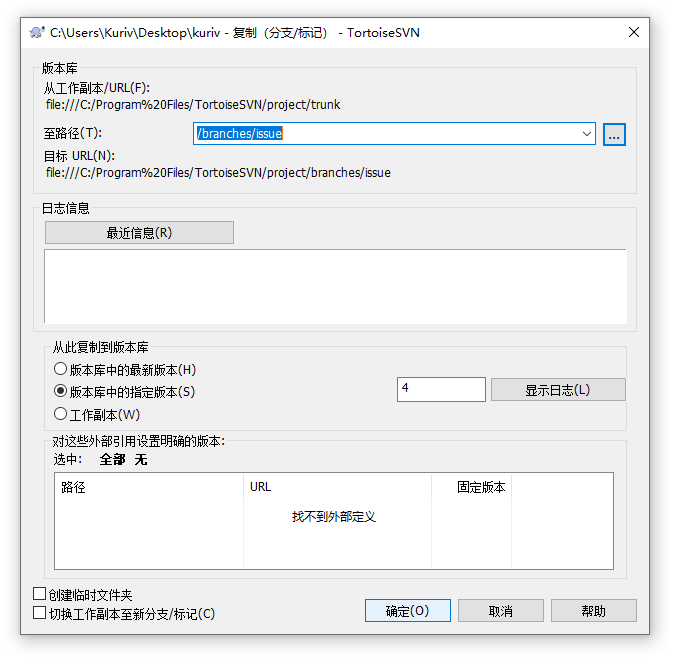 C:\Users\Kuriv\Desktop\kuriv - 复制（分支/标记） - TortoiseSVN
版本库
从工作副本/URL(F):
file:///C:/Program%20Files/TortoiseSVN/project/trunk
至路径(T):
/branches/issue
...
目标 URL(N):
file:///C:/Program%20Files/TortoiseSVN/project/branches/issue
日志信息
最近信息(R)
从此复制到版本库
版本库中的最新版本(H)
版本库中的指定版本(S)
4
显示日志(L)
工作副本(W)
对这些外部引用设置明确的版本:
选中: 全部 无
路径 URL 固定版本
找不到外部定义
创建临时文件夹
切换工作副本至新分支/标记(C)
确定(O) 取消 帮助